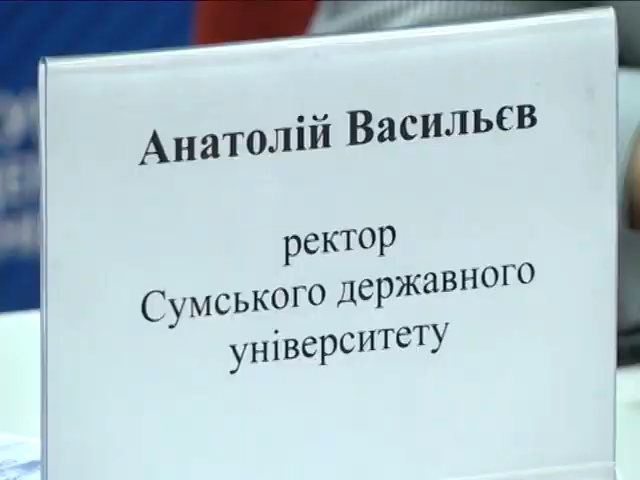 Анатолій Васильєв
ректор
Сумського державного
університету